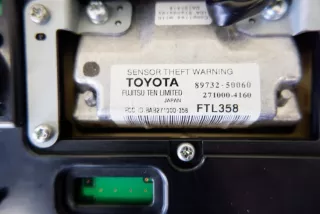 SENSOR.THEFT WARNING
TOYOTA 89732-50060
FUJITSU TEN LIMITED 271000-4160
JAPAN
FTL358